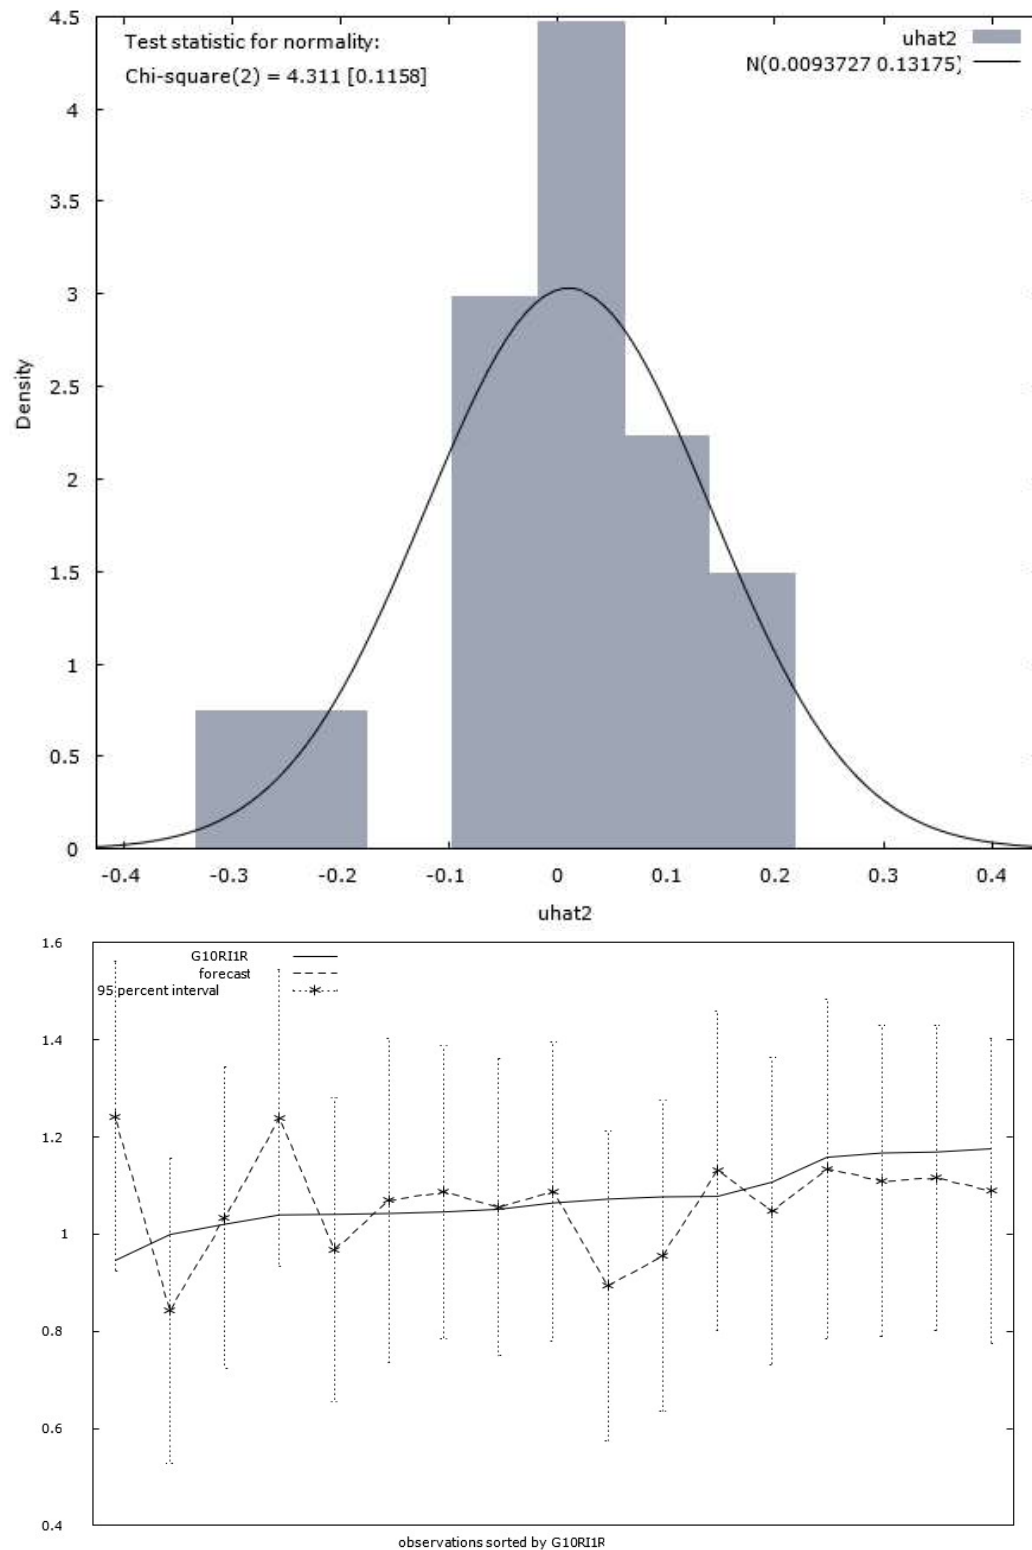 Test statistic for normality:
Chi-square(2) = 4.311 [0.1158]
uhat2
N(0.0093727 0.13175)
4.5
4
3.5
3
2.5
2
1.5
1
0.5
0
Density
-0.4 -0.3 -0.2 -0.1 0 0.1 0.2 0.3 0.4
uhat2
1.6
1.4
1.2
1
0.8
0.6
0.4
G10RI1R
forecast
95 percent interval
observations sorted by G10RI1R